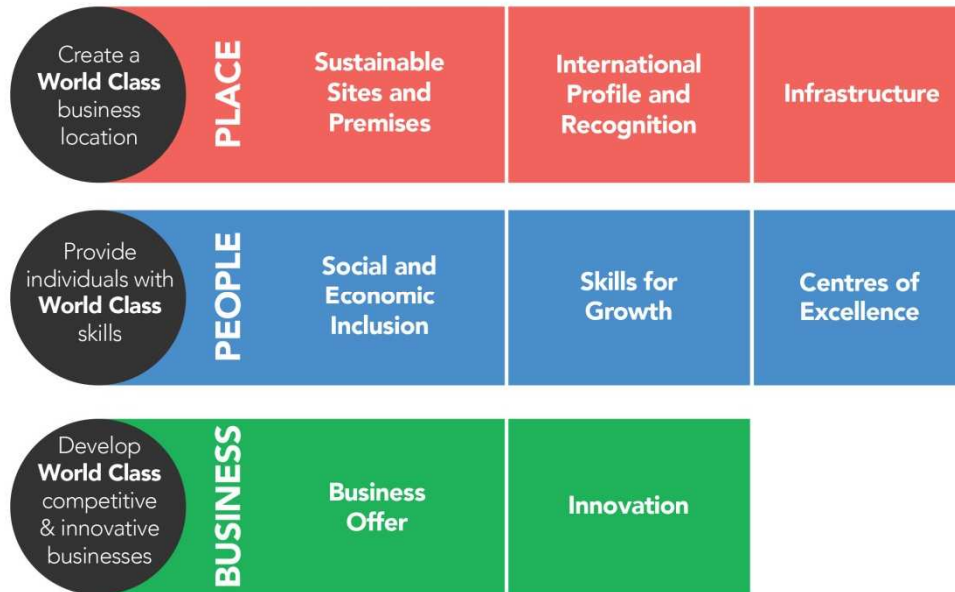 Create a
World Class
business
location
PLACE
Sustainable
Sites and
Premises
International
Profile and
Recognition
Infrastructure
Provide
individuals with
World Class
skills
PEOPLE
Social and
Economic
Inclusion
Skills for
Growth
Centres of
Excellence
Develop
World Class
competitive
& innovative
businesses
BUSINESS
Business
Offer
Innovation